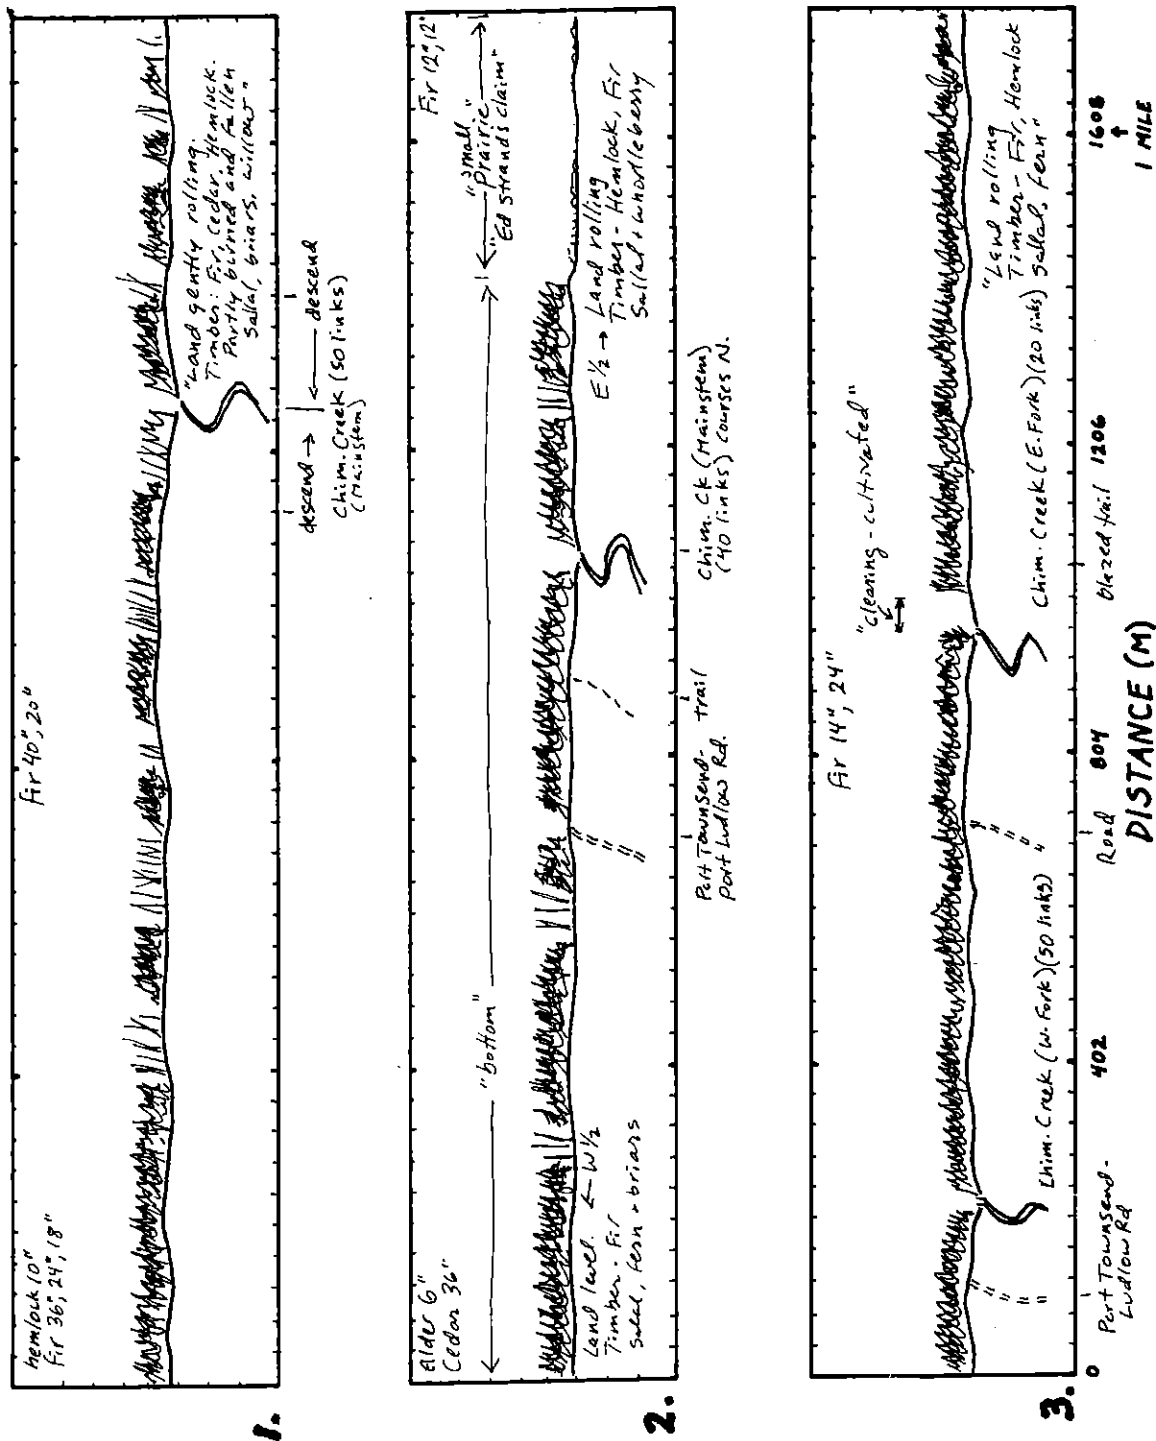 1.
hemlock 10"
Fir 36", 24", 18"
Fir 40", 20"
"Land gently rolling.
Timber: Fir, cedar, Hemlock.
Partly burned and fallen
Sallal, briars, willow"
descend →
← descend
Chim. Creek (50 links)
(Mainstem)
2.
Alder 6"
Cedar 36"
Fir 12", 12"
"bottom"
"small
Prairie"
"Ed Strands claim"
Land level. ← W 1/2
Timber - Fir
Salal, fern + briars
E 1/2 → Land rolling
Timber - Hemlock, Fir
Sallal + whortleberry
Port Townsend-
Port Ludlow Rd.
trail
Chim. Ck (Mainstem)
(40 links) courses N.
3.
Fir 14", 24"
"clearing - cultivated"
"Land rolling
Timber - Fir, Hemlock
Sallal, fern"
Chim. Creek (W. Fork) (50 links)
Chim. Creek (E. Fork) (20 links)
Port Townsend-
Ludlow Rd
Road
blazed trail
0
402
804
1206
1608
↑
1 MILE
DISTANCE (M)